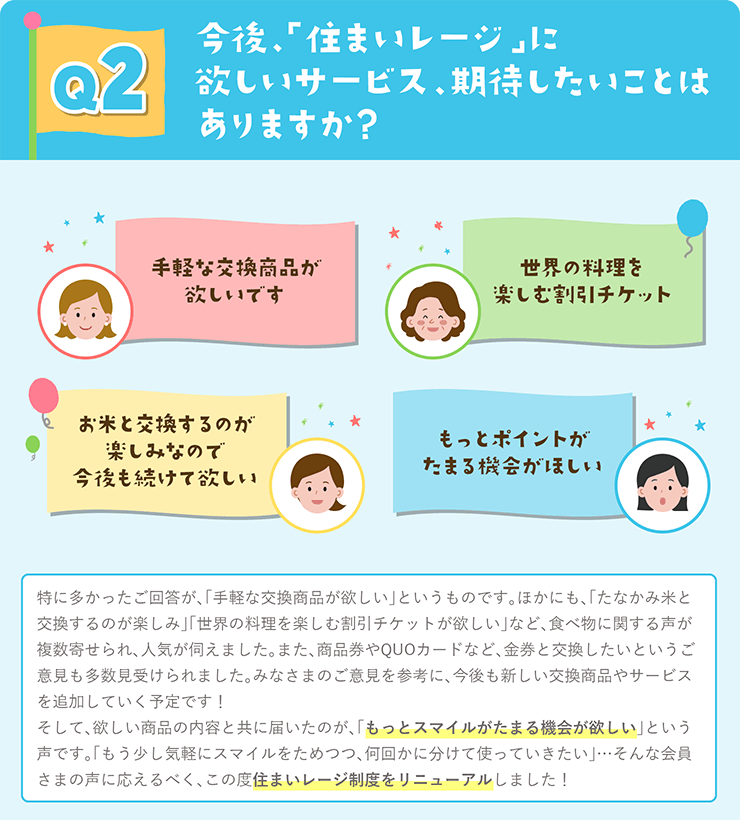 Q2
今後、「住まいレージ」に
欲しいサービス、期待したいことは
ありますか?
手軽な交換商品が
欲しいです
世界の料理を
楽しむ割引チケット
お米と交換するのが
楽しみなので
今後も続けて欲しい
もっとポイントが
たまる機会がほしい
特に多かったご回答が、「手軽な交換商品が欲しい」というものです。ほかにも、「たなかみ米と
交換するのが楽しみ」「世界の料理を楽しむ割引チケットが欲しい」など、食べ物に関する声が
複数寄せられ、人気が伺えました。また、商品券やQUOカードなど、金券と交換したいというご
意見も多数見受けられました。みなさまのご意見を参考に、今後も新しい交換商品やサービス
を追加していく予定です！
そして、欲しい商品の内容と共に届いたのが、「もっとスマイルがたまる機会が欲しい」という
声です。「もう少し気軽にスマイルをためつつ、何回かに分けて使っていきたい」…そんな会員
さまの声に応えるべく、この度住まいレージ制度をリニューアルしました！